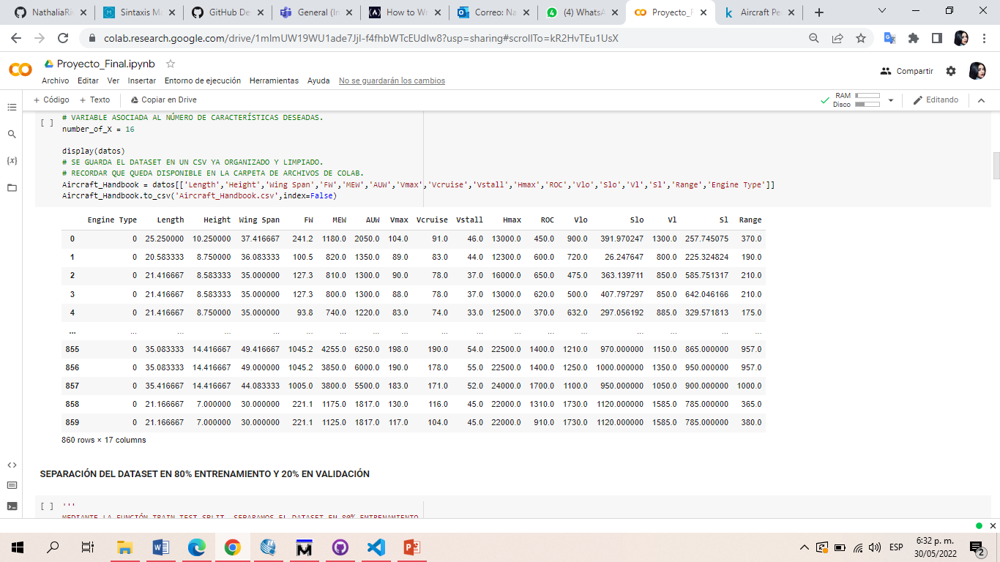 NathaliaRi
Sintaxis Ma
GitHub De
General (In
How to Wr
Correo: Na
(4) WhatsA
Proyecto_F
Aircraft Pe
colab.research.google.com/drive/1mlmUW19WU1ade7JjI-f4fhbWTcEUdIw8?usp=sharing#scrollTo=kR2HvTEu1UsX
Proyecto_Final.ipynb
Archivo Editar Ver Insertar Entorno de ejecución Herramientas Ayuda No se guardarán los cambios
Compartir
+ Código + Texto Copiar en Drive
RAM
Disco
Editando
# VARIABLE ASOCIADA AL NÚMERO DE CARACTERÍSTICAS DESEADAS.
[ ]
number_of_X = 16
display(datos)
# SE GUARDA EL DATASET EN UN CSV YA ORGANIZADO Y LIMPIADO.
# RECORDAR QUE QUEDA DISPONIBLE EN LA CARPETA DE ARCHIVOS DE COLAB.
Aircraft_Handbook = datos[['Length','Height','Wing Span','FW','MEW','AUW','Vmax','Vcruise','Vstall','Hmax','ROC','Vlo','Slo','Vl','Sl','Range','Engine Type']]
Aircraft_Handbook.to_csv('Aircraft_Handbook.csv',index=False)
Engine Type Length Height Wing Span FW MEW AUW Vmax Vcruise Vstall Hmax ROC Vlo Slo Vl Sl Range
0 0 25.250000 10.250000 37.416667 241.2 1180.0 2050.0 104.0 91.0 46.0 13000.0 450.0 900.0 391.970247 1300.0 257.745075 370.0
1 0 20.583333 8.750000 36.083333 100.5 820.0 1350.0 89.0 83.0 44.0 12300.0 600.0 720.0 26.247647 800.0 225.324824 190.0
2 0 21.416667 8.583333 35.000000 127.3 810.0 1300.0 90.0 78.0 37.0 16000.0 650.0 475.0 363.139711 850.0 585.751317 210.0
3 0 21.416667 8.583333 35.000000 127.3 800.0 1300.0 88.0 78.0 37.0 13000.0 620.0 500.0 407.797297 850.0 642.046166 210.0
4 0 21.416667 8.750000 35.000000 93.8 740.0 1220.0 83.0 74.0 33.0 12500.0 370.0 632.0 297.056192 885.0 329.571813 175.0
... ... ... ... ... ... ... ... ... ... ... ... ... ... ... ... ... ...
855 0 35.083333 14.416667 49.416667 1045.2 4255.0 6250.0 198.0 190.0 54.0 22500.0 1400.0 1210.0 970.000000 1150.0 865.000000 957.0
856 0 35.083333 14.416667 49.000000 1045.2 3850.0 6000.0 190.0 178.0 55.0 22500.0 1400.0 1250.0 1000.000000 1350.0 950.000000 957.0
857 0 35.416667 14.416667 44.083333 1005.0 3800.0 5500.0 183.0 171.0 52.0 24000.0 1700.0 1100.0 950.000000 1050.0 900.000000 1000.0
858 0 21.166667 7.000000 30.000000 221.1 1175.0 1817.0 130.0 116.0 45.0 22000.0 1310.0 1730.0 1120.000000 1585.0 785.000000 365.0
859 0 21.166667 7.000000 30.000000 221.1 1125.0 1817.0 117.0 104.0 45.0 22000.0 910.0 1730.0 1120.000000 1585.0 785.000000 380.0
860 rows × 17 columns
SEPARACIÓN DEL DATASET EN 80% ENTRENAMIENTO Y 20% EN VALIDACIÓN
[ ] '''
MEDIANTE LA FUNCIÓN TRAIN TEST SPLIT, SEPARAMOS EL DATASET EN 80% ENTRENAMIENTO
ESP
6:32 p. m.
30/05/2022
2